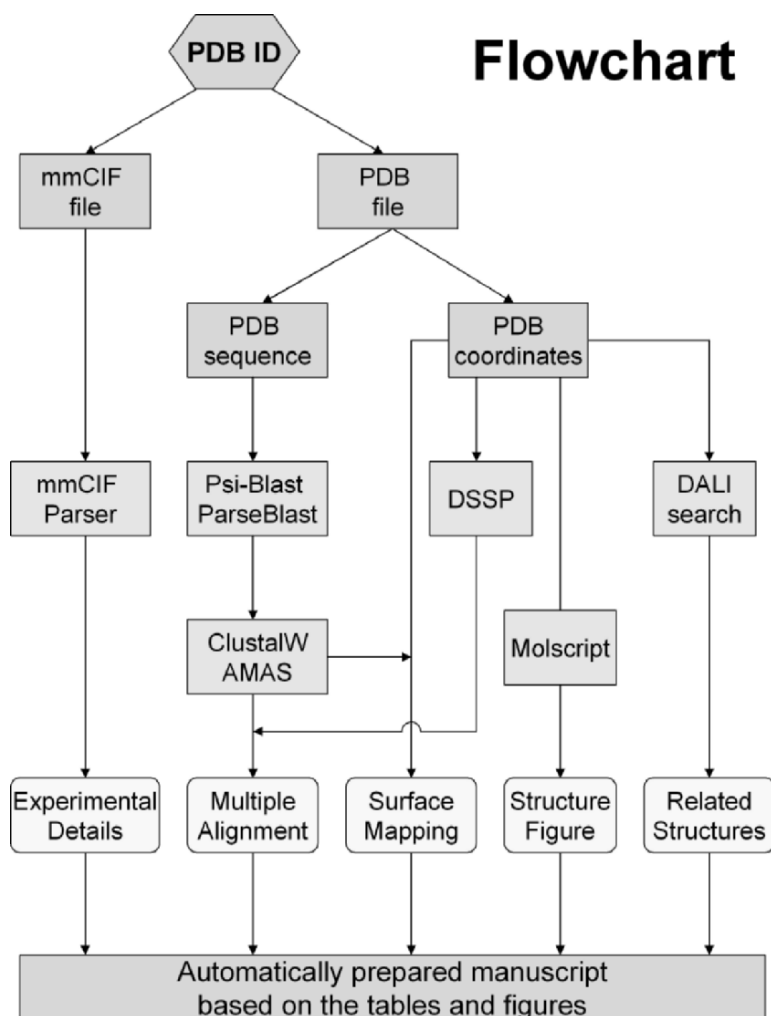 PDB ID
Flowchart
mmCIF
file
PDB
file
PDB
sequence
PDB
coordinates
mmCIF
Parser
Psi-Blast
ParseBlast
DSSP
DALI
search
ClustalW
AMAS
Molscript
Experimental
Details
Multiple
Alignment
Surface
Mapping
Structure
Figure
Related
Structures
Automatically prepared manuscript
based on the tables and figures